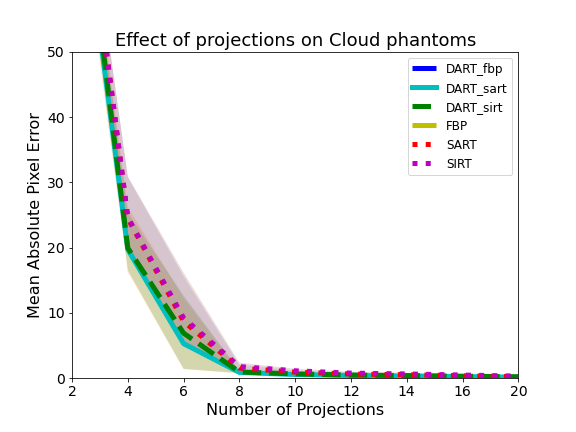 Effect of projections on Cloud phantoms
Mean Absolute Pixel Error
50
40
30
20
10
0
DART_fbp
DART_sart
DART_sirt
FBP
SART
SIRT
2 4 6 8 10 12 14 16 18 20
Number of Projections